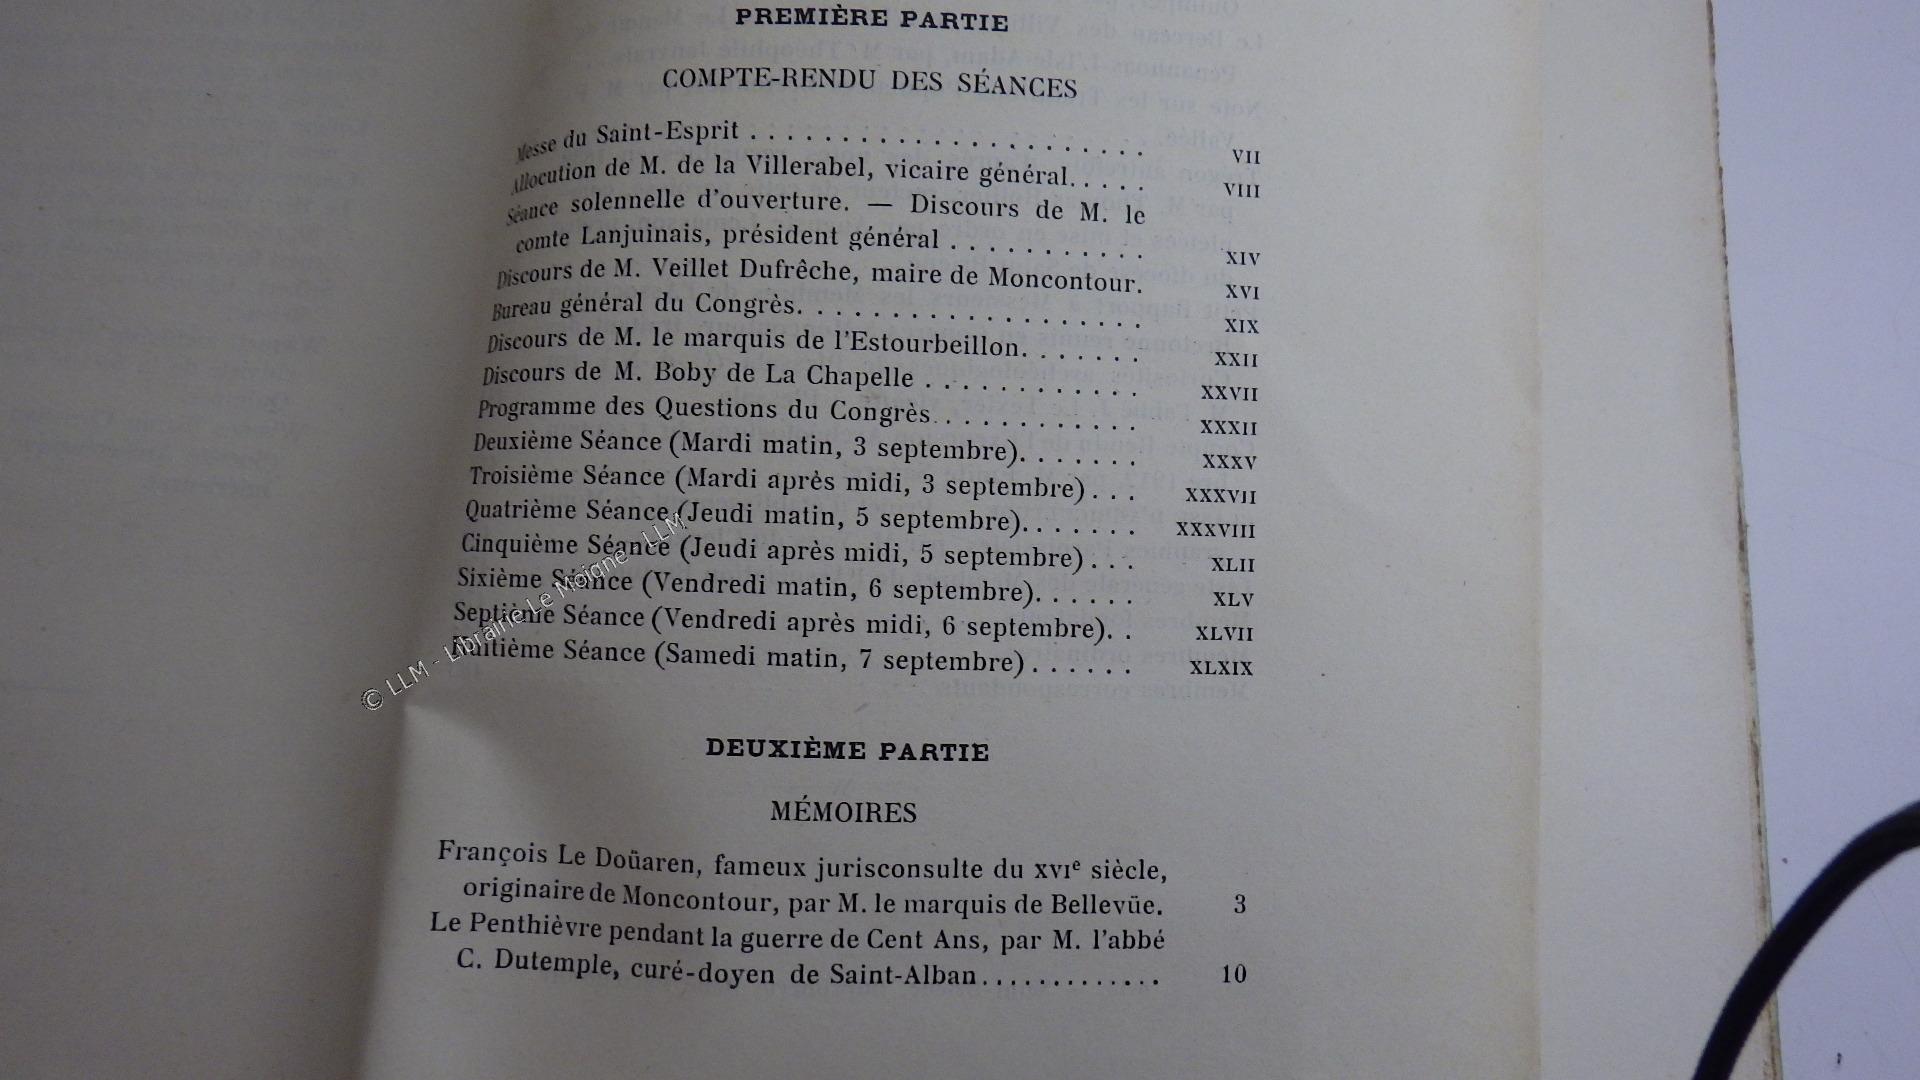 PREMIÈRE PARTIE
COMPTE-RENDU DES SÉANCES
Messe du Saint-Esprit . . . . . . . . . . . . . . . . . . . . . . VII
Allocution de M. de la Villerabel, vicaire général. . . . . VIII
Séance solennelle d'ouverture. — Discours de M. le
comte Lanjuinais, président général . . . . . . . . . . . XIV
Discours de M. Veillet Dufrêche, maire de Moncontour. XVI
Bureau général du Congrès. . . . . . . . . . . . . . . . . . . XIX
Discours de M. le marquis de l'Estourbeillon. . . . . . . XXII
Discours de M. Boby de La Chapelle . . . . . . . . . . . . XXVII
Programme des Questions du Congrès. . . . . . . . . . . . XXXII
Deuxième Séance (Mardi matin, 3 septembre). . . . . . . XXXV
Troisième Séance (Mardi après midi, 3 septembre) . . . XXXVII
Quatrième Séance (Jeudi matin, 5 septembre). . . . . . . XXXVIII
Cinquième Séance (Jeudi après midi, 5 septembre) . . . XLII
Sixième Séance (Vendredi matin, 6 septembre). . . . . . XLV
Septième Séance (Vendredi après midi, 6 septembre). . XLVII
Huitième Séance (Samedi matin, 7 septembre) . . . . . . XLXIX
© LLM - Librairie Le Moigne - LLM
DEUXIÈME PARTIE
MÉMOIRES
François Le Doüaren, fameux jurisconsulte du XVIe siècle,
originaire de Moncontour, par M. le marquis de Bellevüe. 3
Le Penthièvre pendant la guerre de Cent Ans, par M. l'abbé
C. Dutemple, curé-doyen de Saint-Alban. . . . . . . . . . . . . 10